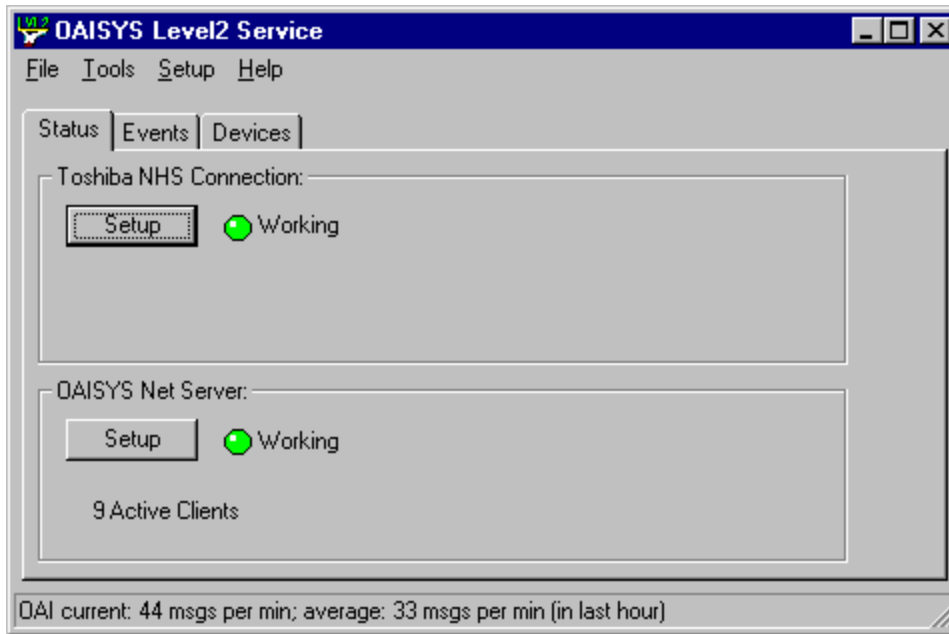 LVL2
OAISYS Level2 Service
File Tools Setup Help
Status Events Devices
Toshiba NHS Connection:
Setup Working
OAISYS Net Server:
Setup Working
9 Active Clients
OAI current: 44 msgs per min; average: 33 msgs per min (in last hour)